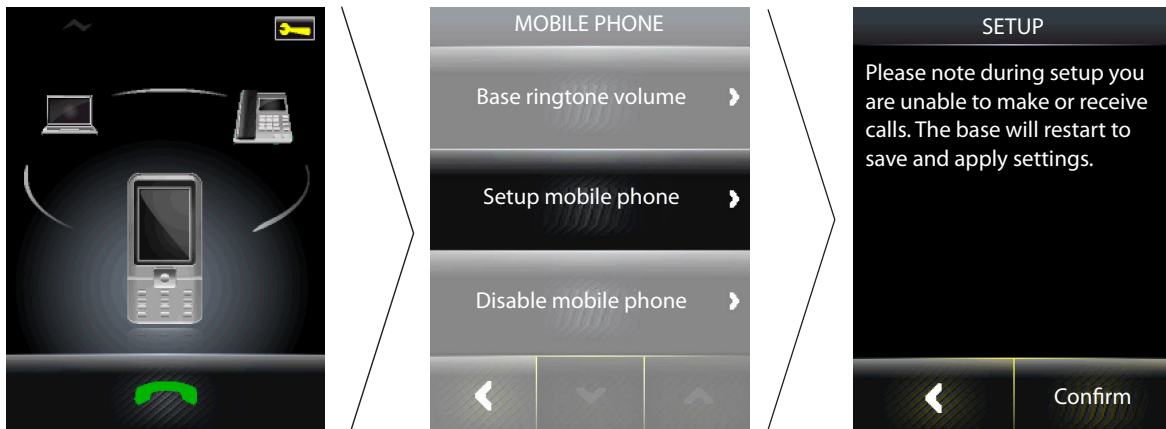 MOBILE PHONE
Base ringtone volume
Setup mobile phone
Disable mobile phone
SETUP
Please note during setup you
are unable to make or receive
calls. The base will restart to
save and apply settings.
Confirm